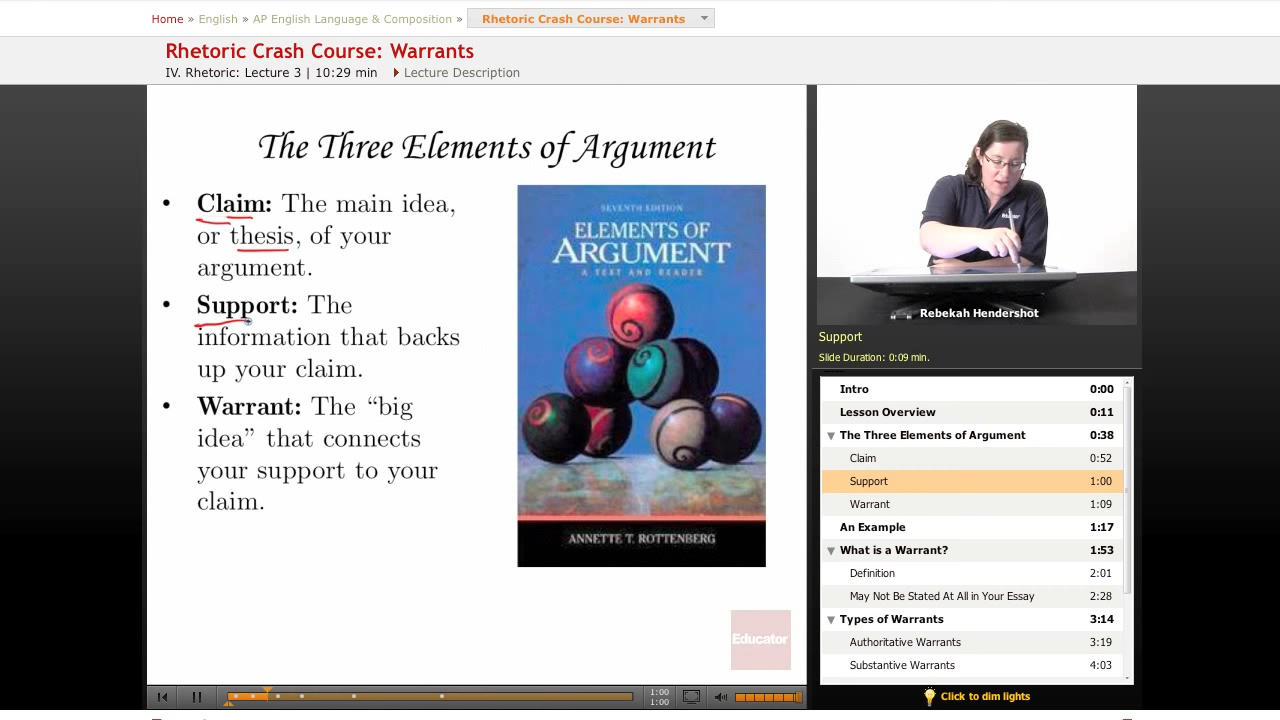 Home » English » AP English Language & Composition » Rhetoric Crash Course: Warrants
Rhetoric Crash Course: Warrants
IV. Rhetoric: Lecture 3 | 10:29 min Lecture Description
The Three Elements of Argument
• Claim: The main idea,
or thesis, of your
argument.
• Support: The
information that backs
up your claim.
• Warrant: The “big
idea” that connects
your support to your
claim.
SEVENTH EDITION
ELEMENTS OF
ARGUMENT
A TEXT AND READER
ANNETTE T. ROTTENBERG
Educator
1:00
1:00
Rebekah Hendershot
Support
Slide Duration: 0:09 min.
Intro 0:00
Lesson Overview 0:11
The Three Elements of Argument 0:38
Claim 0:52
Support 1:00
Warrant 1:09
An Example 1:17
What is a Warrant? 1:53
Definition 2:01
May Not Be Stated At All in Your Essay 2:28
Types of Warrants 3:14
Authoritative Warrants 3:19
Substantive Warrants 4:03
Click to dim lights